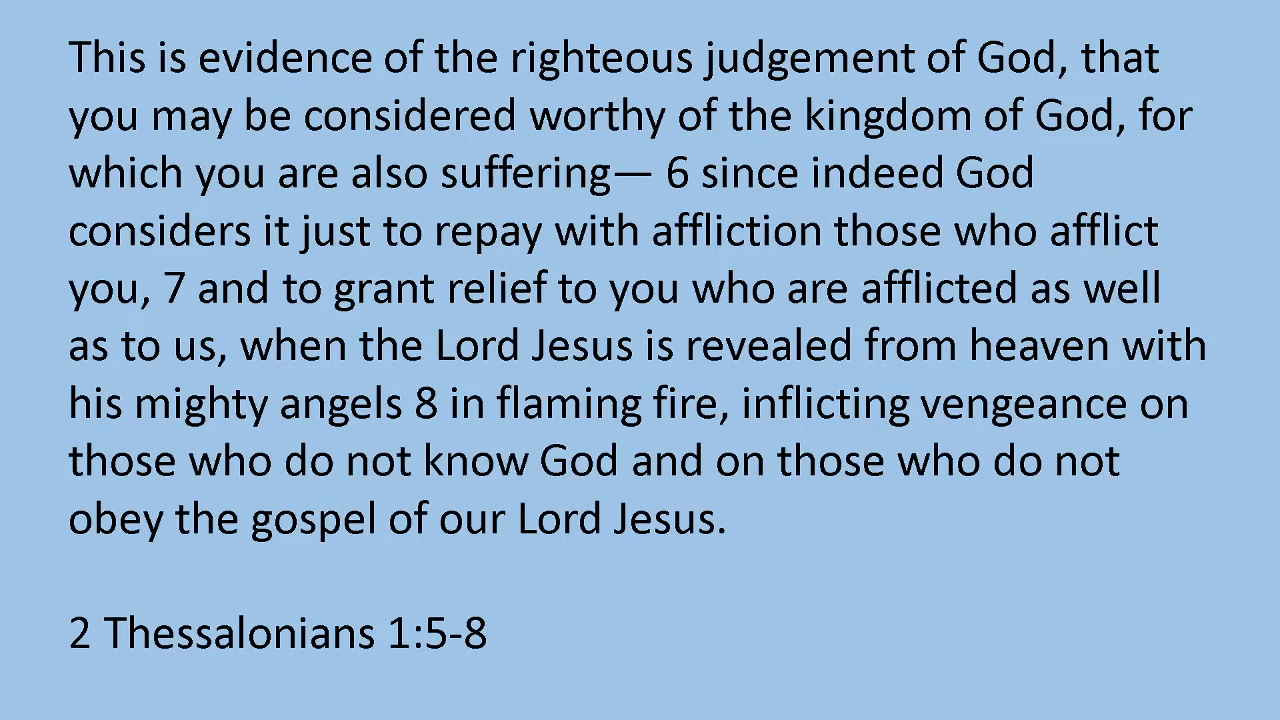 This is evidence of the righteous judgement of God, that
you may be considered worthy of the kingdom of God, for
which you are also suffering— 6 since indeed God
considers it just to repay with affliction those who afflict
you, 7 and to grant relief to you who are afflicted as well
as to us, when the Lord Jesus is revealed from heaven with
his mighty angels 8 in flaming fire, inflicting vengeance on
those who do not know God and on those who do not
obey the gospel of our Lord Jesus.
2 Thessalonians 1:5-8